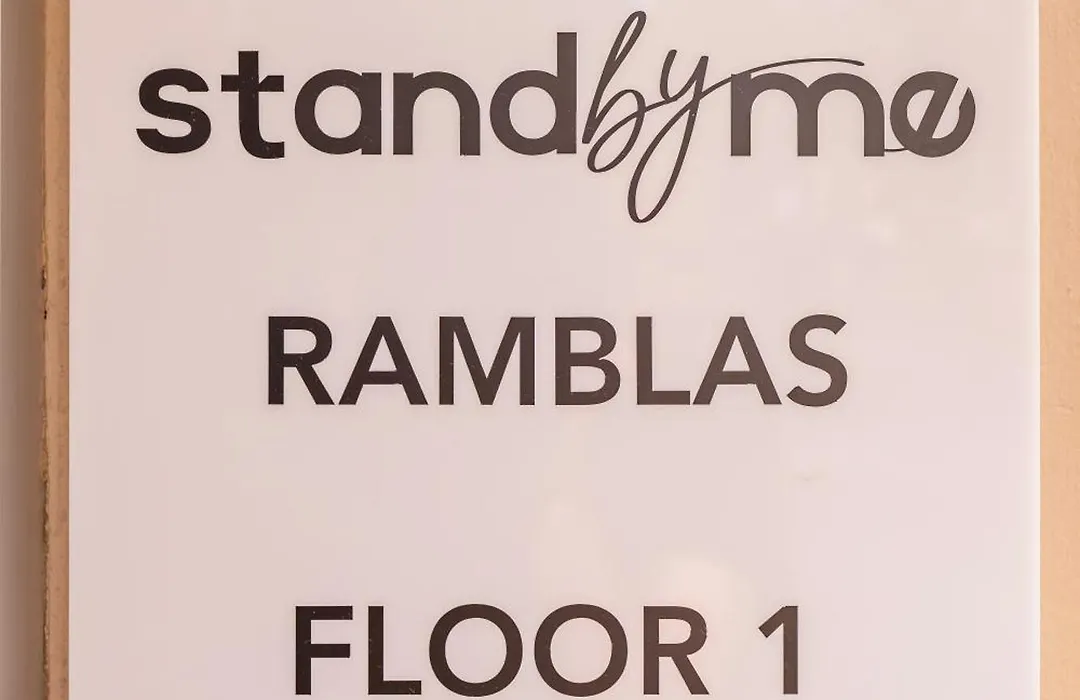 standbyme
RAMBLAS
FLOOR 1